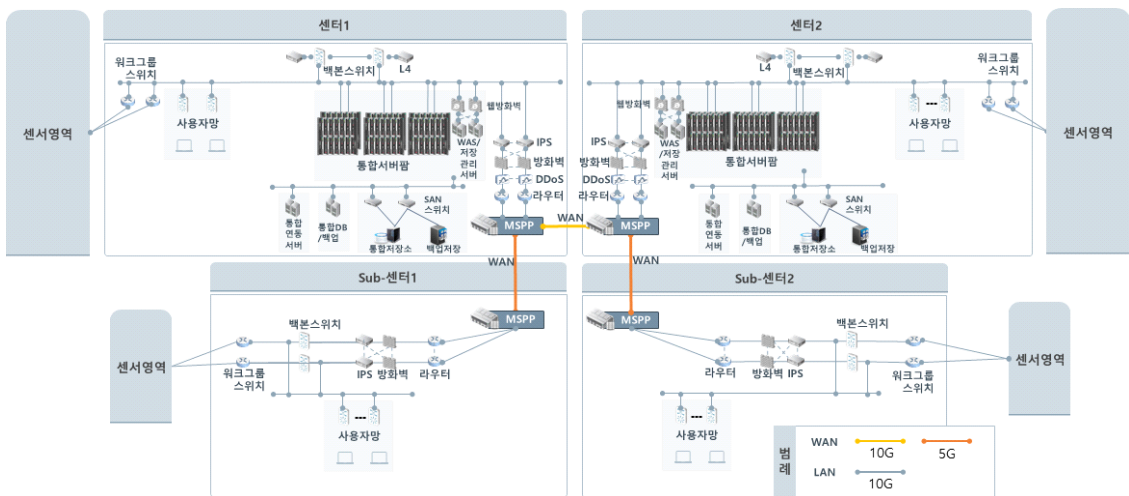 센터1
센터2
센서영역
워크그룹
스위치
백본스위치
L4
사용자망
통합서버팜
웹방화벽
WAS/
저장
관리
서버
IPS
방화벽
DDoS
라우터
통합
연동
서버
통합DB
/백업
SAN
스위치
통합저장소
백업저장
MSPP
WAN
L4
백본스위치
워크그룹
스위치
사용자망
센서영역
웹방화벽
WAS
/저장
관리
서버
통합서버팜
IPS
방화벽
DDoS
라우터
통합
연동
서버
통합DB
/백업
SAN
스위치
통합저장소
백업저장
MSPP
WAN
WAN
Sub-센터1
Sub-센터2
센서영역
백본스위치
워크그룹
스위치
IPS
방화벽
라우터
MSPP
사용자망
MSPP
라우터
방화벽
IPS
백본스위치
워크그룹
스위치
사용자망
센서영역
범례
WAN
10G
5G
LAN
10G